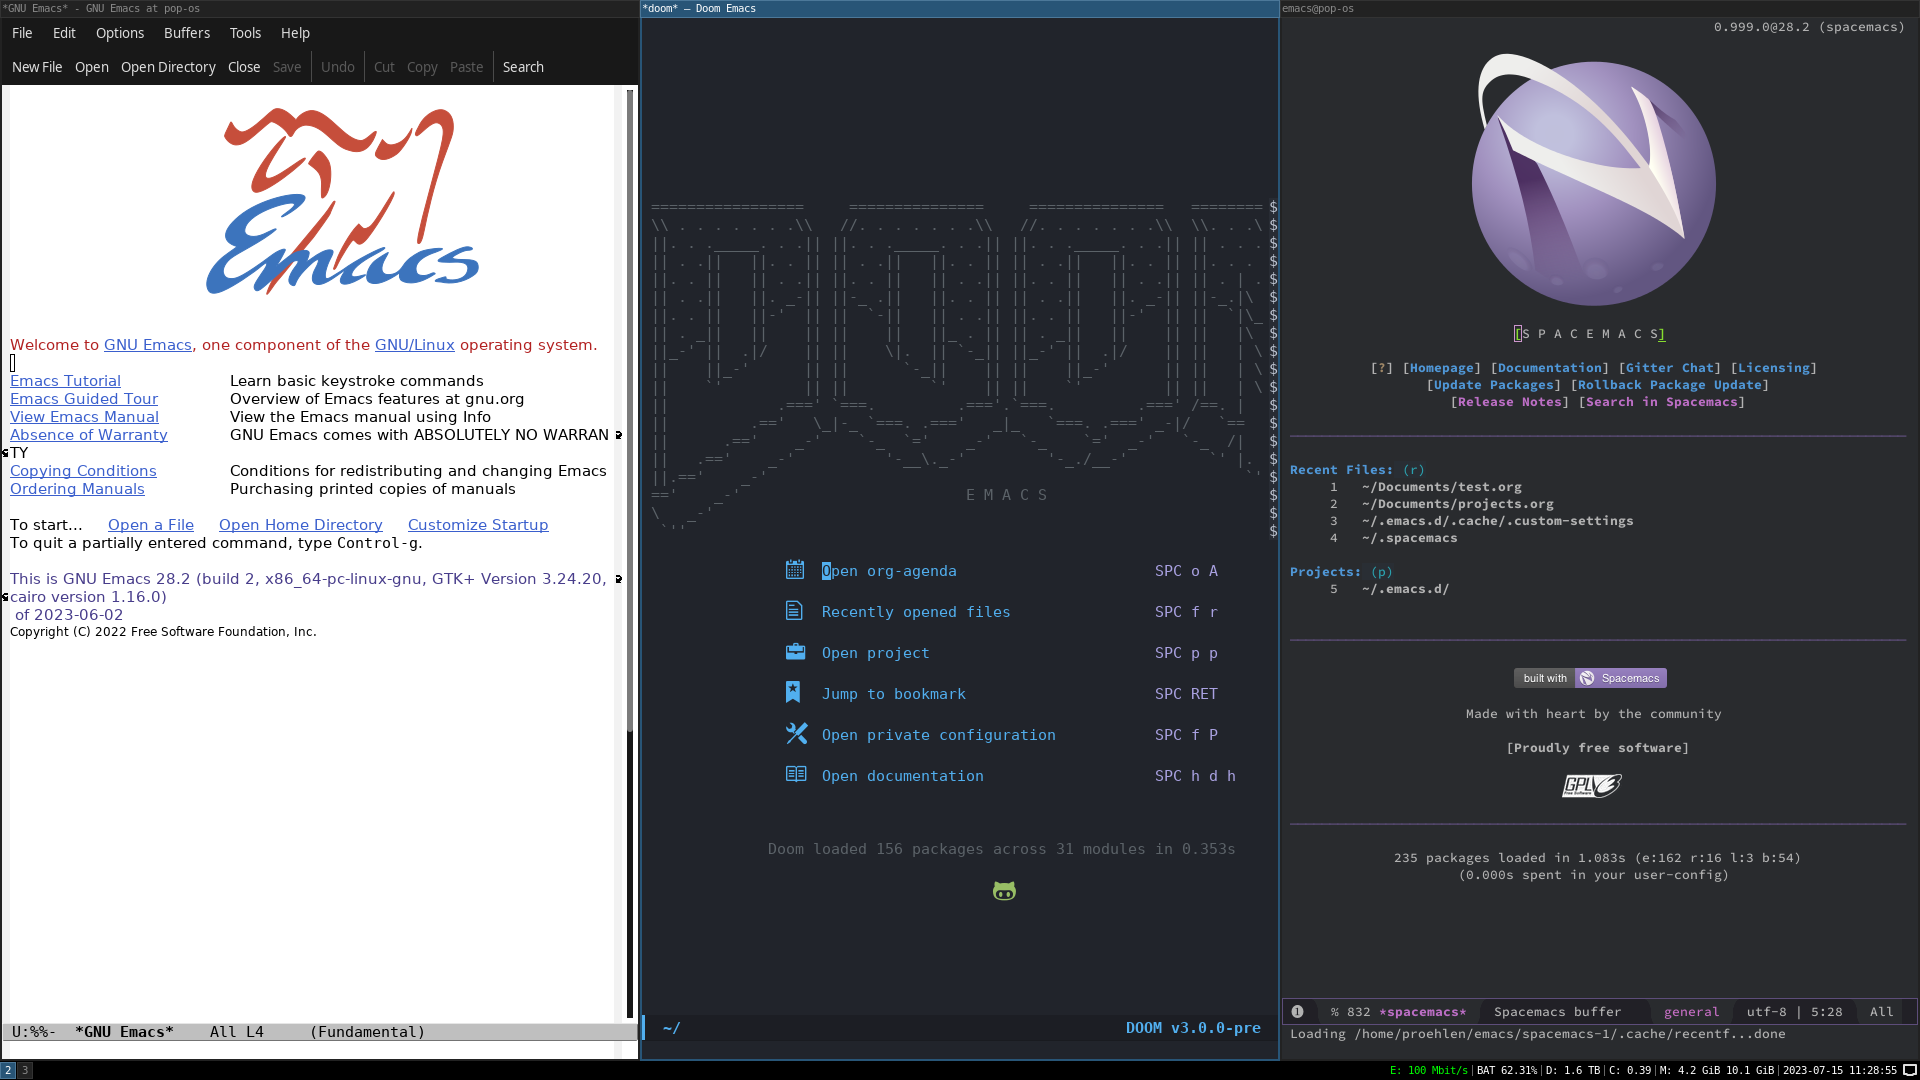 *GNU Emacs* - GNU Emacs at pop-os
File Edit Options Buffers Tools Help
New File Open Open Directory Close Save Undo Cut Copy Paste Search
Emacs
Welcome to GNU Emacs, one component of the GNU/Linux operating system.
Emacs Tutorial Learn basic keystroke commands
Emacs Guided Tour Overview of Emacs features at gnu.org
View Emacs Manual View the Emacs manual using Info
Absence of Warranty GNU Emacs comes with ABSOLUTELY NO WARRAN
TY
Copying Conditions Conditions for redistributing and changing Emacs
Ordering Manuals Purchasing printed copies of manuals
To start... Open a File Open Home Directory Customize Startup
To quit a partially entered command, type Control-g.
This is GNU Emacs 28.2 (build 2, x86_64-pc-linux-gnu, GTK+ Version 3.24.20,
cairo version 1.16.0)
of 2023-06-02
Copyright (C) 2022 Free Software Foundation, Inc.
U:%%- *GNU Emacs* All L4 (Fundamental)
*doom* – Doom Emacs
E M A C S
Open org-agenda SPC o A
Recently opened files SPC f r
Open project SPC p p
Jump to bookmark SPC RET
Open private configuration SPC f P
Open documentation SPC h d h
Doom loaded 156 packages across 31 modules in 0.353s
~/ DOOM v3.0.0-pre
emacs@pop-os
0.999.0@28.2 (spacemacs)
[S P A C E M A C S]
[?] [Homepage] [Documentation] [Gitter Chat] [Licensing]
[Update Packages] [Rollback Package Update]
[Release Notes] [Search in Spacemacs]
Recent Files: (r)
1 ~/Documents/test.org
2 ~/Documents/projects.org
3 ~/.emacs.d/.cache/.custom-settings
4 ~/.spacemacs
Projects: (p)
5 ~/.emacs.d/
built with Spacemacs
Made with heart by the community
[Proudly free software]
GPLv3
Free Software
235 packages loaded in 1.083s (e:162 r:16 l:3 b:54)
(0.000s spent in your user-config)
1 % 832 *spacemacs* Spacemacs buffer general utf-8 | 5:28 All
Loading /home/proehlen/emacs/spacemacs-1/.cache/recentf...done
2 3
E: 100 Mbit/s | BAT 62.31% | D: 1.6 TB | C: 0.39 | M: 4.2 GiB 10.1 GiB | 2023-07-15 11:28:55